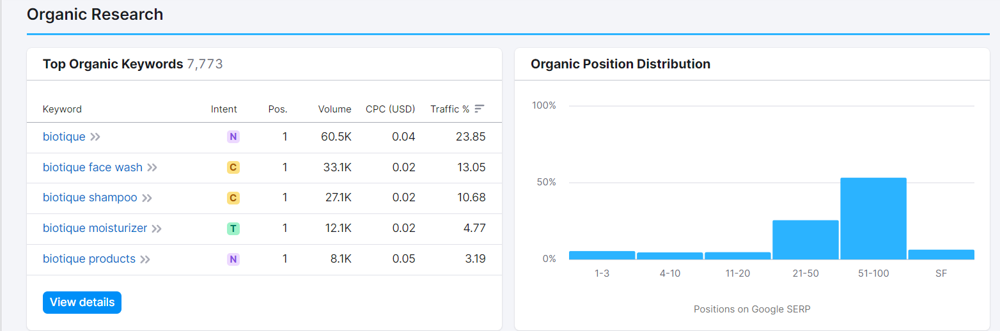 Organic Research
Top Organic Keywords 7,773
Keyword Intent Pos. Volume CPC (USD) Traffic %
biotique N 1 60.5K 0.04 23.85
biotique face wash C 1 33.1K 0.02 13.05
biotique shampoo C 1 27.1K 0.02 10.68
biotique moisturizer T 1 12.1K 0.02 4.77
biotique products N 1 8.1K 0.05 3.19
View details
Organic Position Distribution
100%
50%
0%
1-3 4-10 11-20 21-50 51-100 SF
Positions on Google SERP